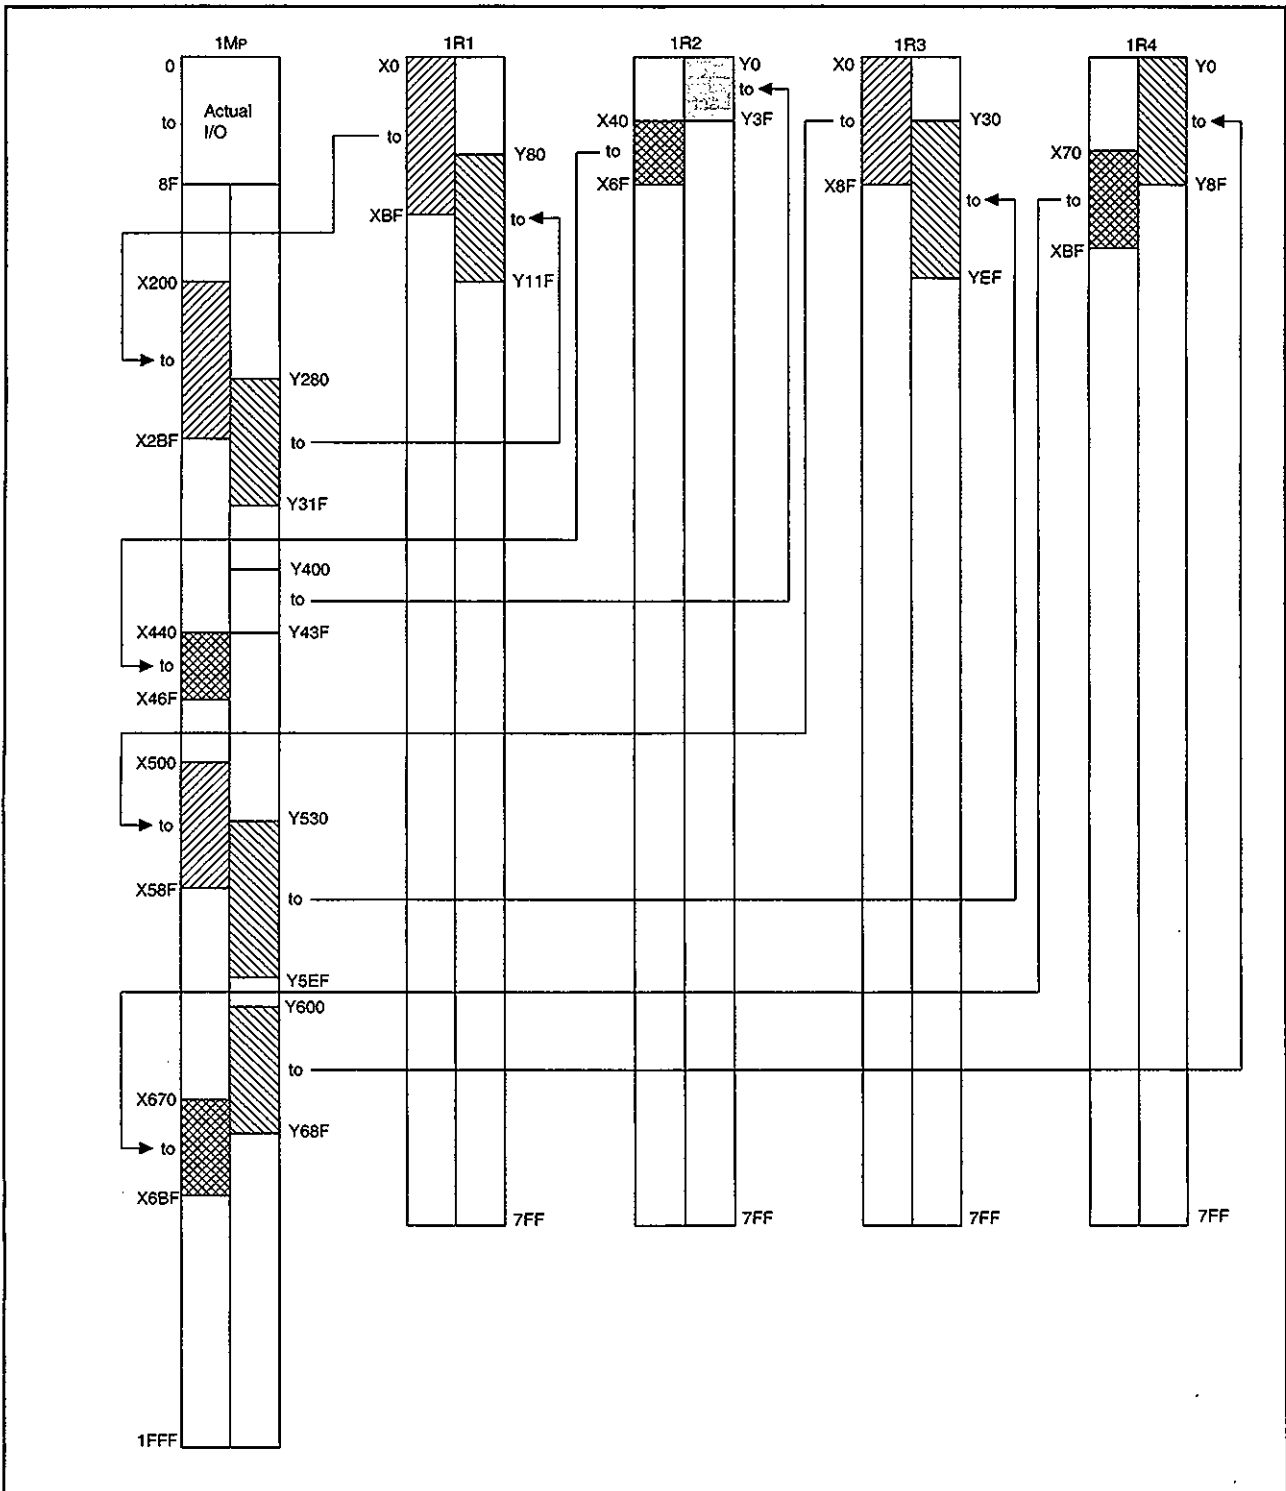 1MP
0
Actual
I/O
to
8F
X200
to
X2BF
Y280
to
Y31F
Y400
to
Y43F
X440
to
X46F
X500
to
X58F
Y530
to
Y5EF
Y600
to
Y68F
X670
to
X6BF
1FFF
1R1
X0
to
XBF
Y80
to
Y11F
7FF
1R2
Y0
to
Y3F
X40
to
X6F
7FF
1R3
X0
to
X8F
Y30
to
YEF
7FF
1R4
Y0
to
Y8F
X70
to
XBF
7FF